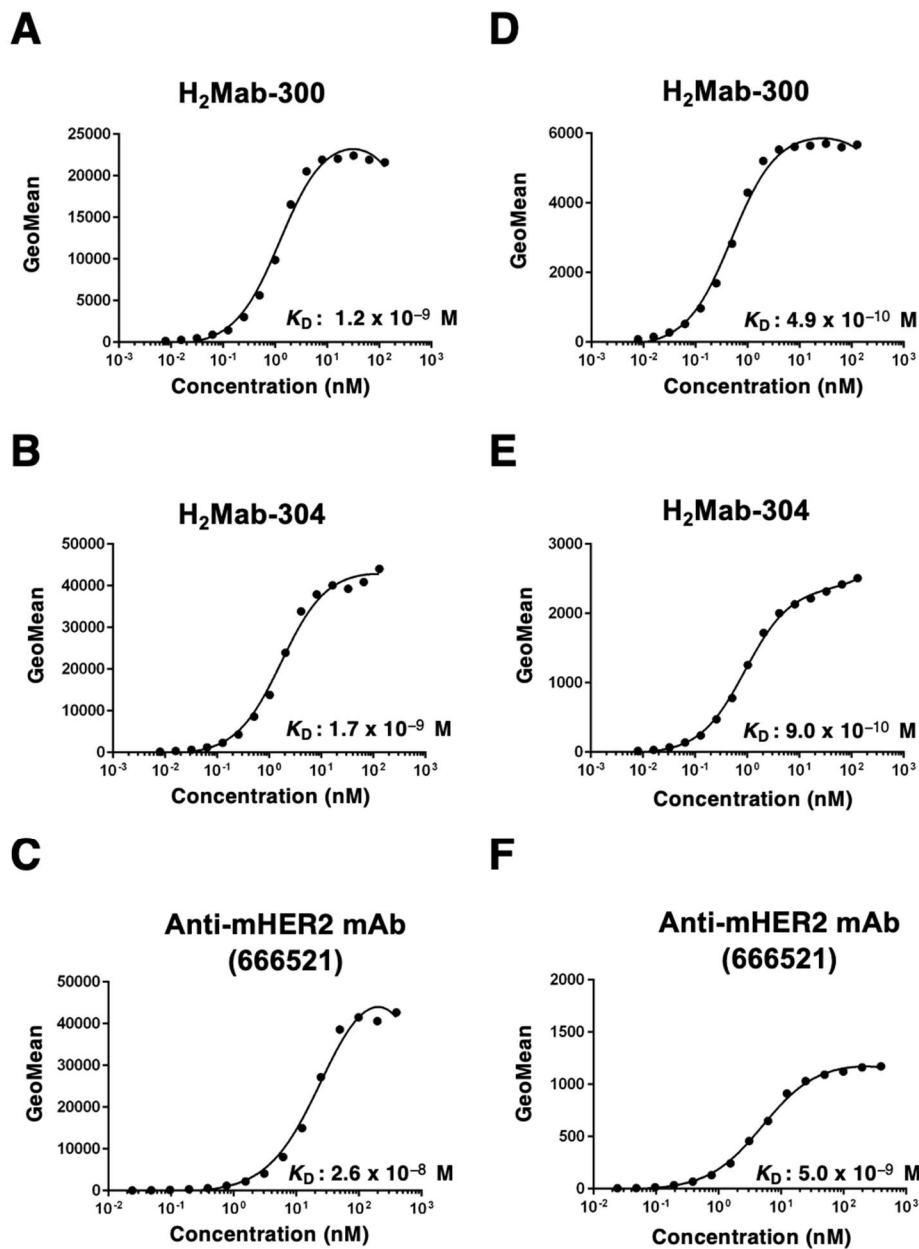 A
H₂Mab-300
25000
20000
15000
10000
5000
0
GeoMean
K_D : 1.2 x 10⁻⁹ M
10⁻³ 10⁻² 10⁻¹ 10⁰ 10¹ 10² 10³
Concentration (nM)
B
H₂Mab-304
50000
40000
30000
20000
10000
0
GeoMean
K_D : 1.7 x 10⁻⁹ M
10⁻³ 10⁻² 10⁻¹ 10⁰ 10¹ 10² 10³
Concentration (nM)
C
Anti-mHER2 mAb
(666521)
50000
40000
30000
20000
10000
0
GeoMean
K_D : 2.6 x 10⁻⁸ M
10⁻² 10⁻¹ 10⁰ 10¹ 10² 10³
Concentration (nM)
D
H₂Mab-300
6000
4000
2000
0
GeoMean
K_D : 4.9 x 10⁻¹⁰ M
10⁻³ 10⁻² 10⁻¹ 10⁰ 10¹ 10² 10³
Concentration (nM)
E
H₂Mab-304
3000
2000
1000
0
GeoMean
K_D : 9.0 x 10⁻¹⁰ M
10⁻³ 10⁻² 10⁻¹ 10⁰ 10¹ 10² 10³
Concentration (nM)
F
Anti-mHER2 mAb
(666521)
2000
1500
1000
500
0
GeoMean
K_D : 5.0 x 10⁻⁹ M
10⁻² 10⁻¹ 10⁰ 10¹ 10² 10³
Concentration (nM)